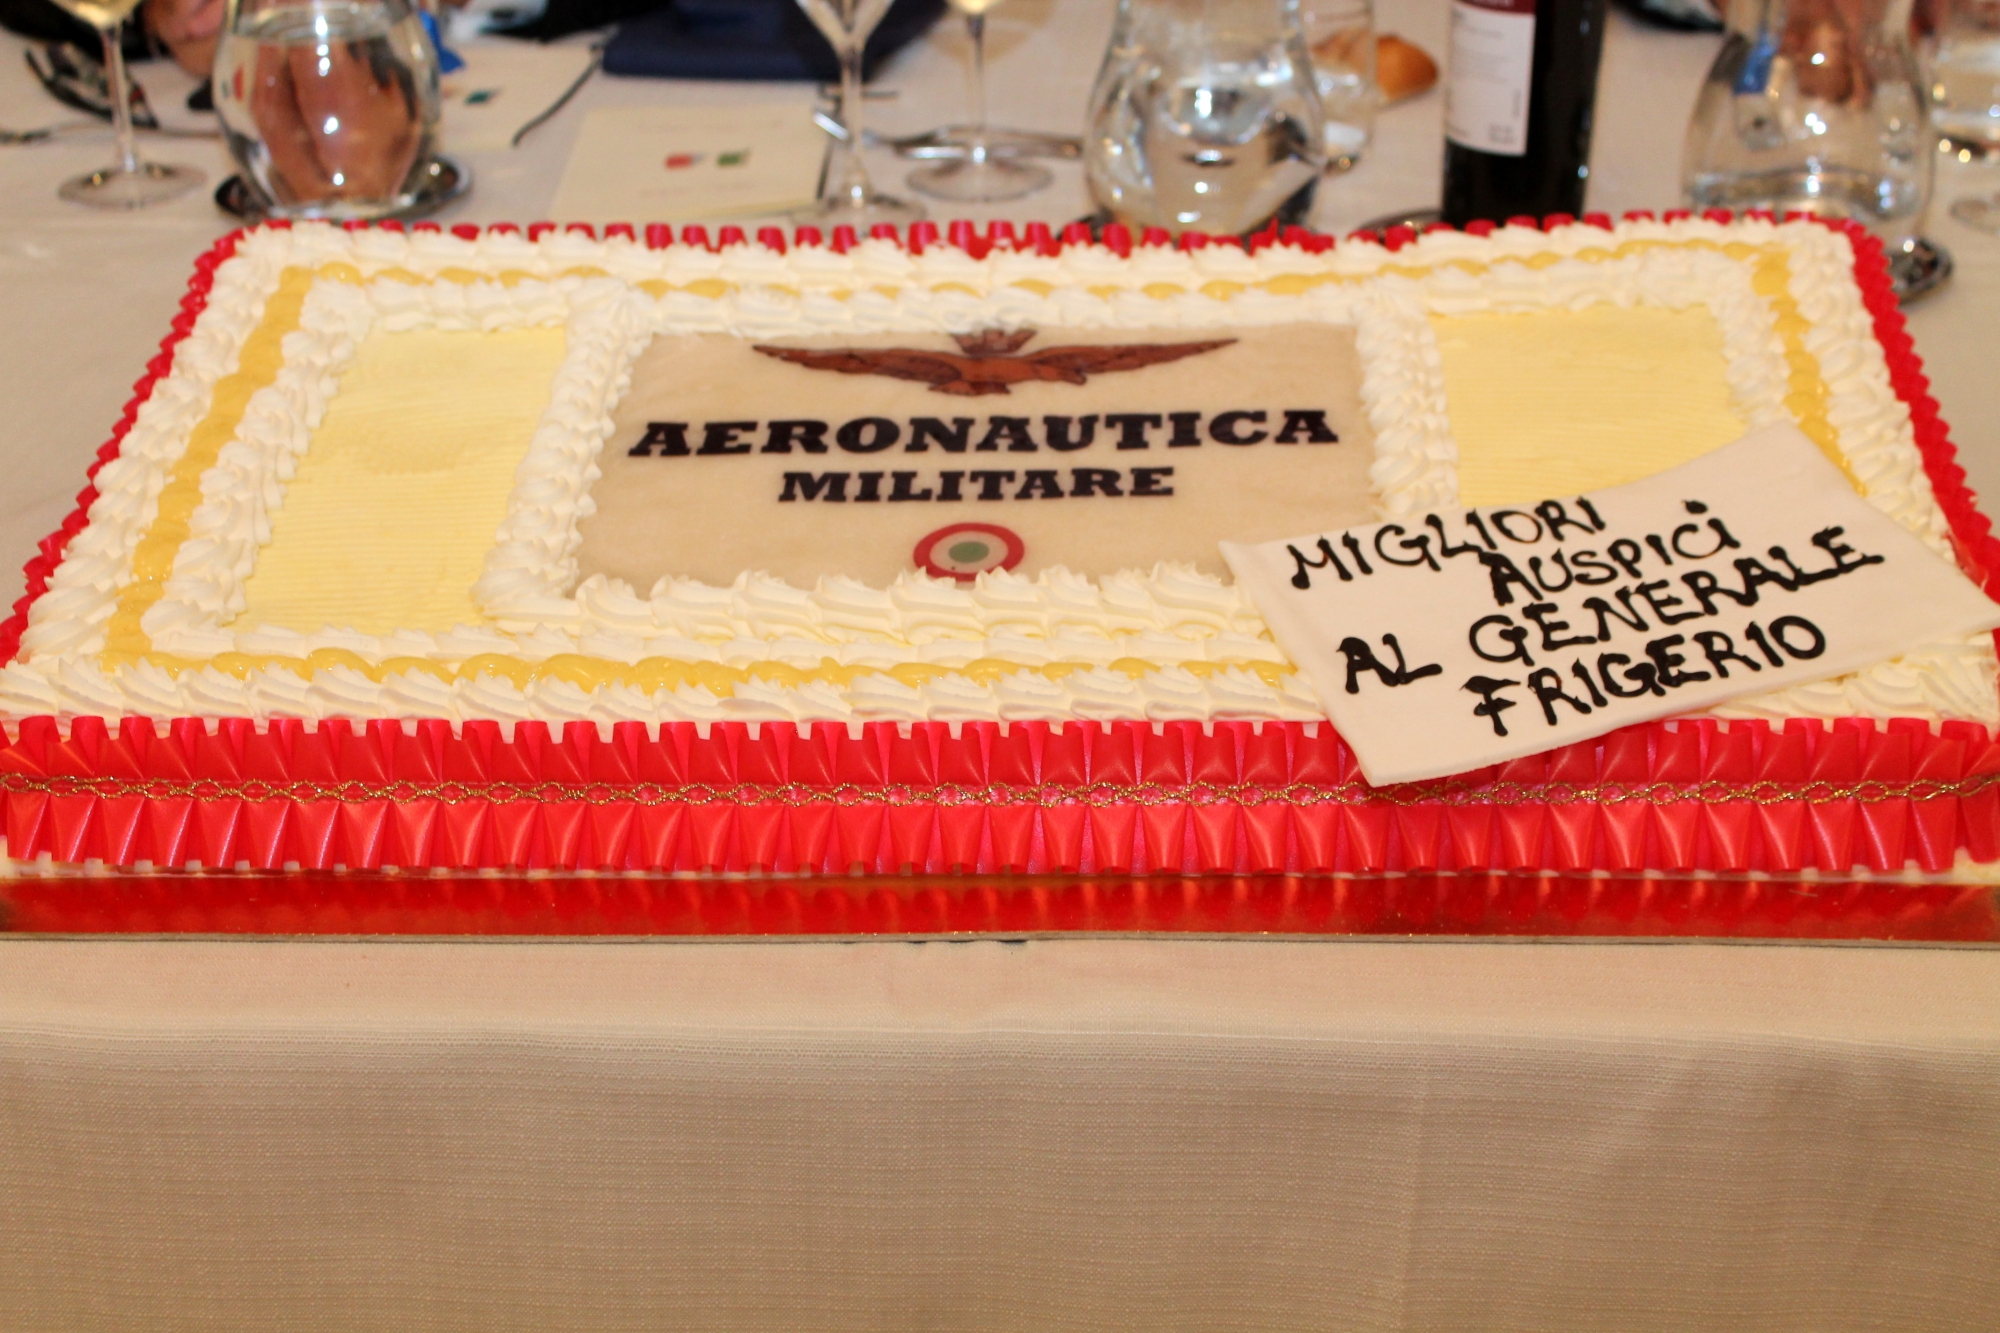 AERONAUTICA
MILITARE
MIGLIORI
AUSPICI
AL GENERALE
FRIGERIO